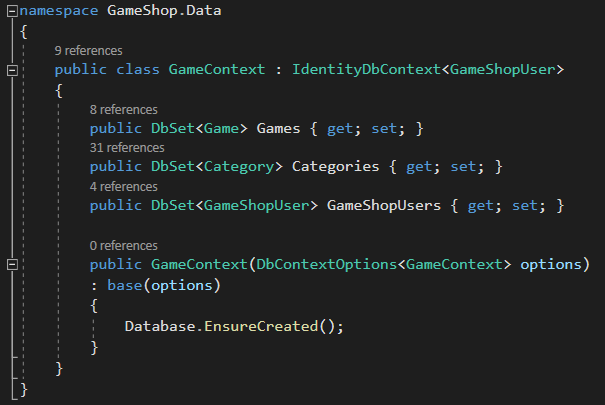 namespace GameShop.Data
{
9 references
public class GameContext : IdentityDbContext<GameShopUser>
{
8 references
public DbSet<Game> Games { get; set; }
31 references
public DbSet<Category> Categories { get; set; }
4 references
public DbSet<GameShopUser> GameShopUsers { get; set; }
0 references
public GameContext(DbContextOptions<GameContext> options)
: base(options)
{
Database.EnsureCreated();
}
}
}